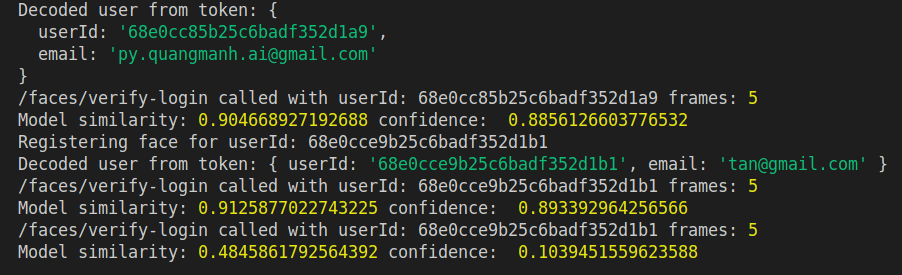 Decoded user from token: {
  userId: '68e0cc85b25c6badf352d1a9',
  email: 'py.quangmanh.ai@gmail.com'
}
/faces/verify-login called with userId: 68e0cc85b25c6badf352d1a9 frames: 5
Model similarity: 0.904668927192688 confidence:  0.8856126603776532
Registering face for userId: 68e0cce9b25c6badf352d1b1
Decoded user from token: { userId: '68e0cce9b25c6badf352d1b1', email: 'tan@gmail.com' }
/faces/verify-login called with userId: 68e0cce9b25c6badf352d1b1 frames: 5
Model similarity: 0.9125877022743225 confidence:  0.893392964256566
/faces/verify-login called with userId: 68e0cce9b25c6badf352d1b1 frames: 5
Model similarity: 0.4845861792564392 confidence:  0.1039451559623588